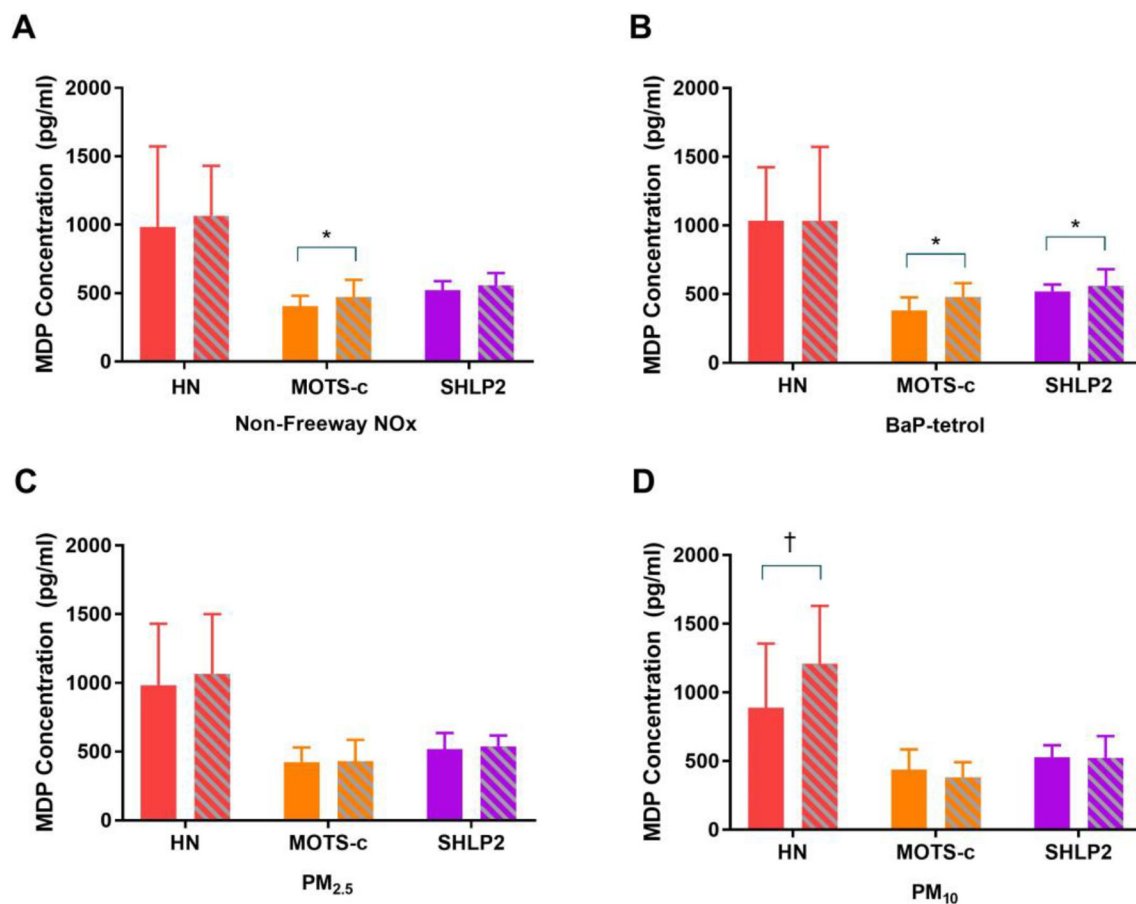 A
MDP Concentration (pg/ml)
2000
1500
1000
500
0
*
HN MOTS-c SHLP2
Non-Freeway NOx
B
MDP Concentration (pg/ml)
2000
1500
1000
500
0
* *
HN MOTS-c SHLP2
BaP-tetrol
C
MDP Concentration (pg/ml)
2000
1500
1000
500
0
HN MOTS-c SHLP2
PM2.5
D
MDP Concentration (pg/ml)
2000
1500
1000
500
0
†
HN MOTS-c SHLP2
PM10